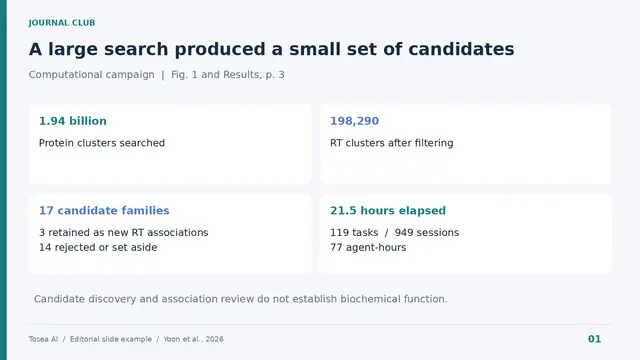 JOURNAL CLUB
A large search produced a small set of candidates
Computational campaign | Fig. 1 and Results, p. 3
1.94 billion
Protein clusters searched
198,290
RT clusters after filtering
17 candidate families
3 retained as new RT associations
14 rejected or set aside
21.5 hours elapsed
119 tasks / 949 sessions
77 agent-hours
Candidate discovery and association review do not establish biochemical function.
Tosea AI / Editorial slide example / Yoon et al., 2026
01